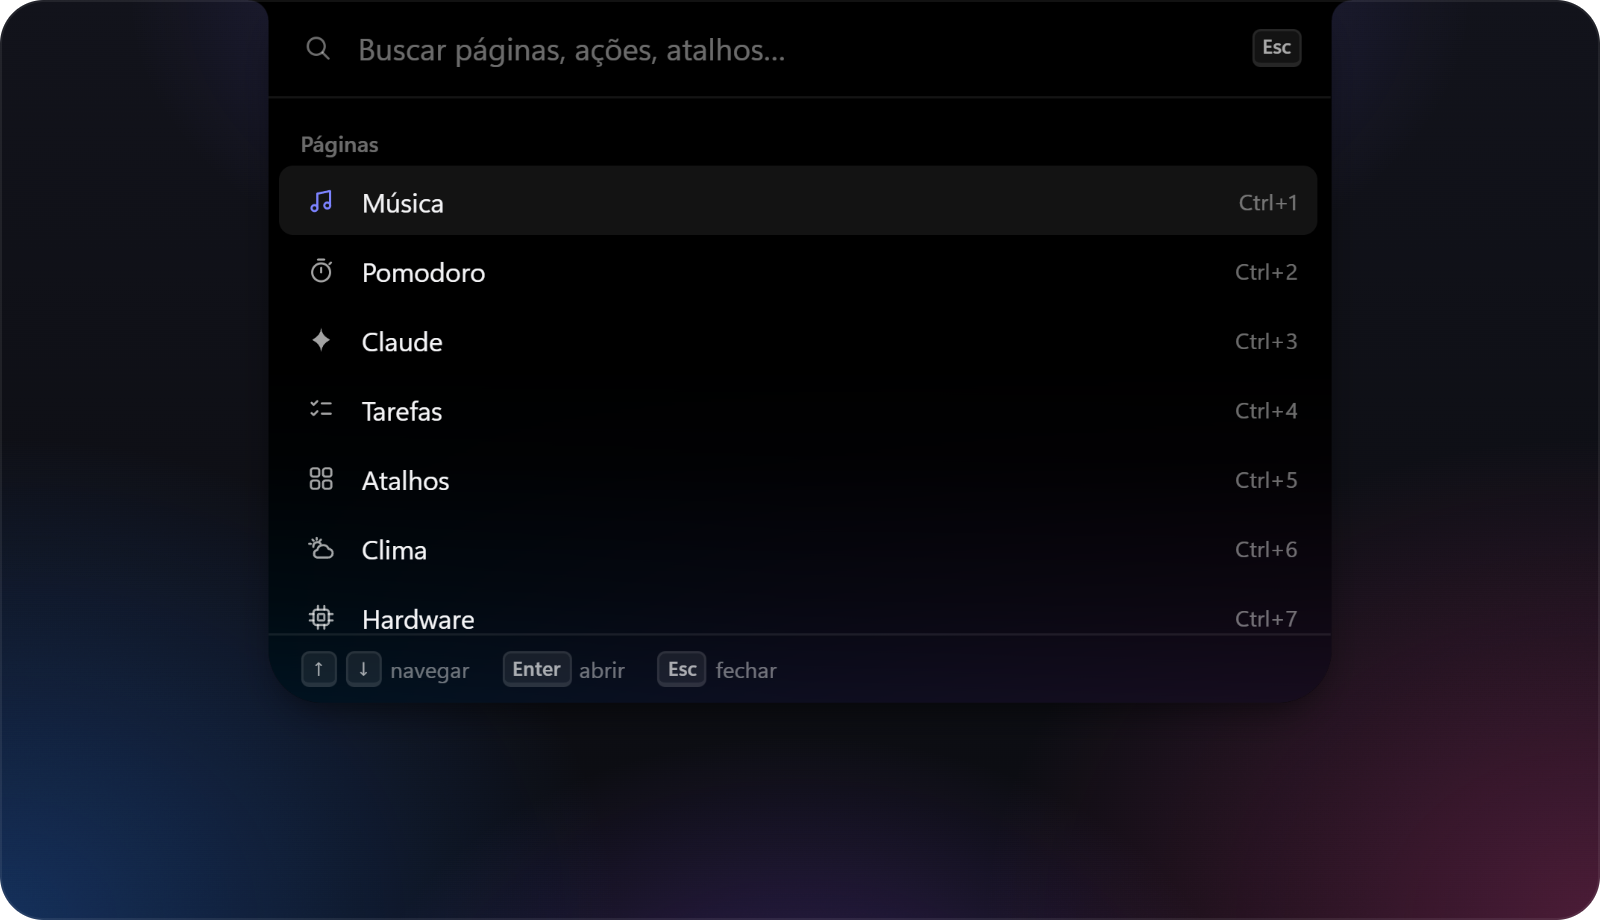 Buscar páginas, ações, atalhos... Esc
Páginas
Música Ctrl+1
Pomodoro Ctrl+2
Claude Ctrl+3
Tarefas Ctrl+4
Atalhos Ctrl+5
Clima Ctrl+6
Hardware Ctrl+7
↑ ↓ navegar Enter abrir Esc fechar